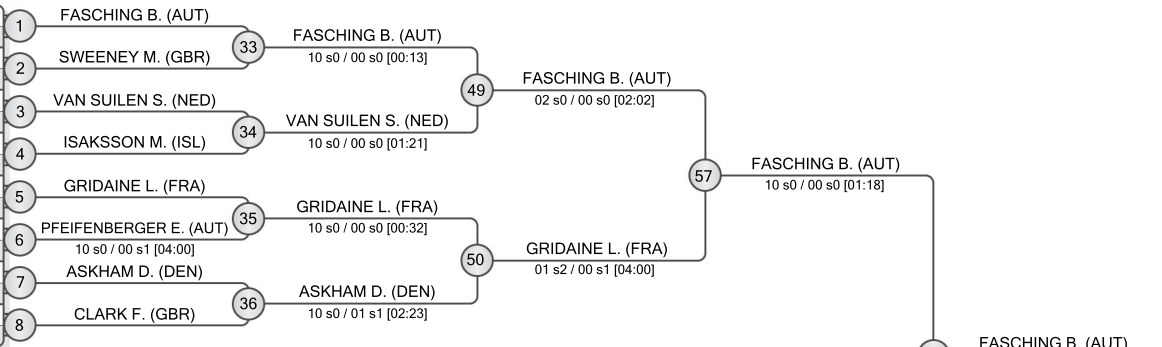 1
FASCHING B. (AUT)
2
SWEENEY M. (GBR)
33
FASCHING B. (AUT)
10 s0 / 00 s0 [00:13]
3
VAN SUILEN S. (NED)
4
ISAKSSON M. (ISL)
34
VAN SUILEN S. (NED)
10 s0 / 00 s0 [01:21]
49
FASCHING B. (AUT)
02 s0 / 00 s0 [02:02]
5
GRIDAINE L. (FRA)
6
PFEIFENBERGER E. (AUT)
10 s0 / 00 s1 [04:00]
35
GRIDAINE L. (FRA)
10 s0 / 00 s0 [00:32]
7
ASKHAM D. (DEN)
8
CLARK F. (GBR)
36
ASKHAM D. (DEN)
10 s0 / 01 s1 [02:23]
50
GRIDAINE L. (FRA)
01 s2 / 00 s1 [04:00]
57
FASCHING B. (AUT)
10 s0 / 00 s0 [01:18]
FASCHING B. (AUT)